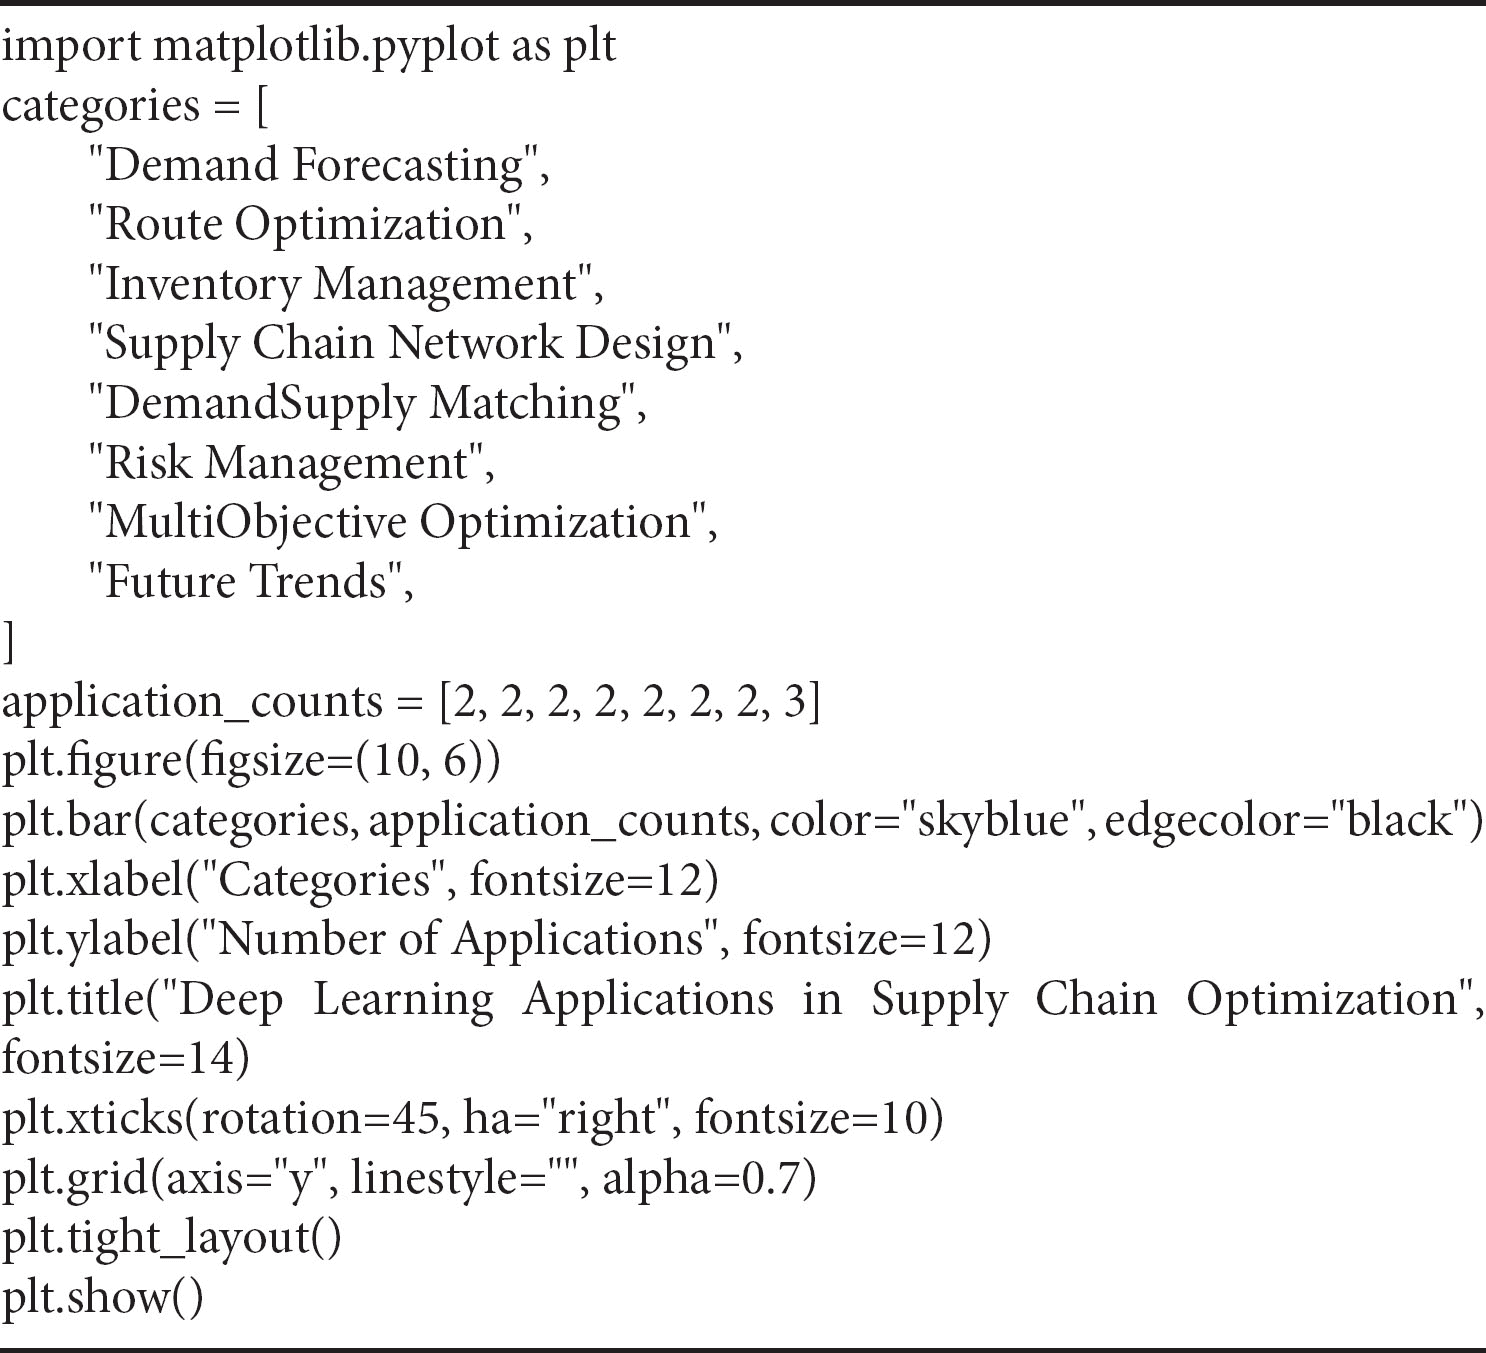 import matplotlib.pyplot as plt
categories = [
"Demand Forecasting",
"Route Optimization",
"Inventory Management",
"Supply Chain Network Design",
"DemandSupply Matching",
"Risk Management",
"MultiObjective Optimization",
"Future Trends",
]
application_counts = [2, 2, 2, 2, 2, 2, 2, 3]
plt.figure(figsize=(10, 6))
plt.bar(categories, application_counts, color="skyblue", edgecolor="black")
plt.xlabel("Categories", fontsize=12)
plt.ylabel("Number of Applications", fontsize=12)
plt.title("Deep Learning Applications in Supply Chain Optimization",
fontsize=14)
plt.xticks(rotation=45, ha="right", fontsize=10)
plt.grid(axis="y", linestyle="", alpha=0.7)
plt.tight_layout()
plt.show()